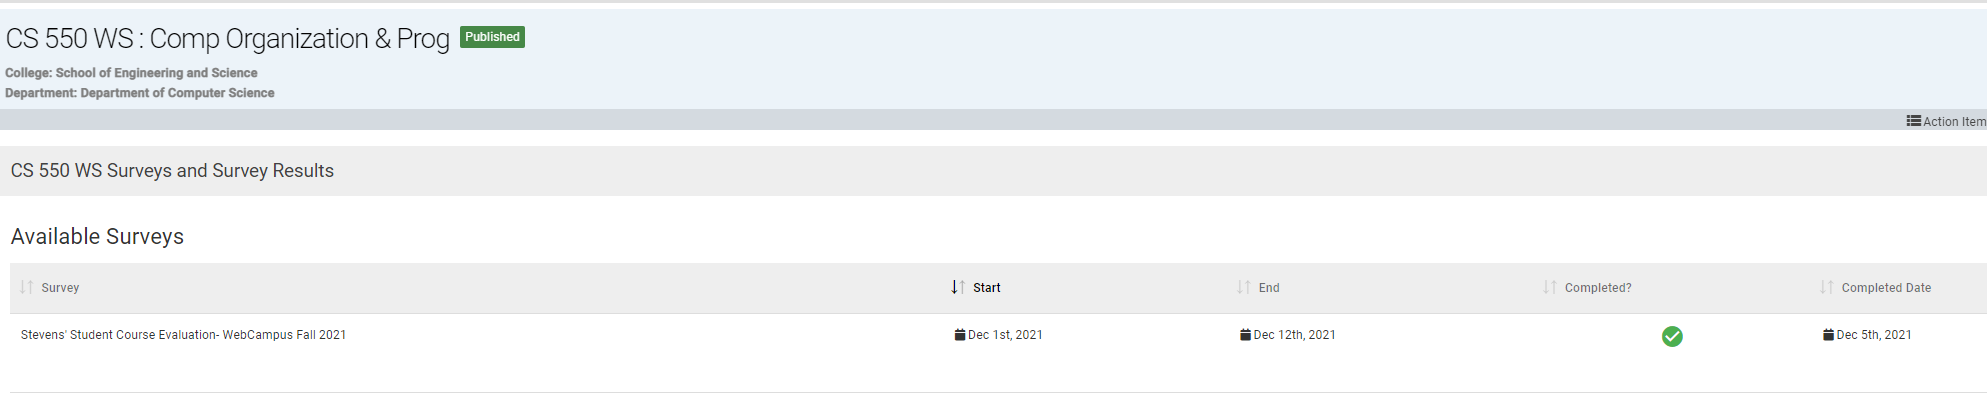 CS 550 WS : Comp Organization & Prog Published
College: School of Engineering and Science
Department: Department of Computer Science
Action Item
CS 550 WS Surveys and Survey Results
Available Surveys
Survey Start End Completed? Completed Date
Stevens' Student Course Evaluation- WebCampus Fall 2021 Dec 1st, 2021 Dec 12th, 2021 Dec 5th, 2021